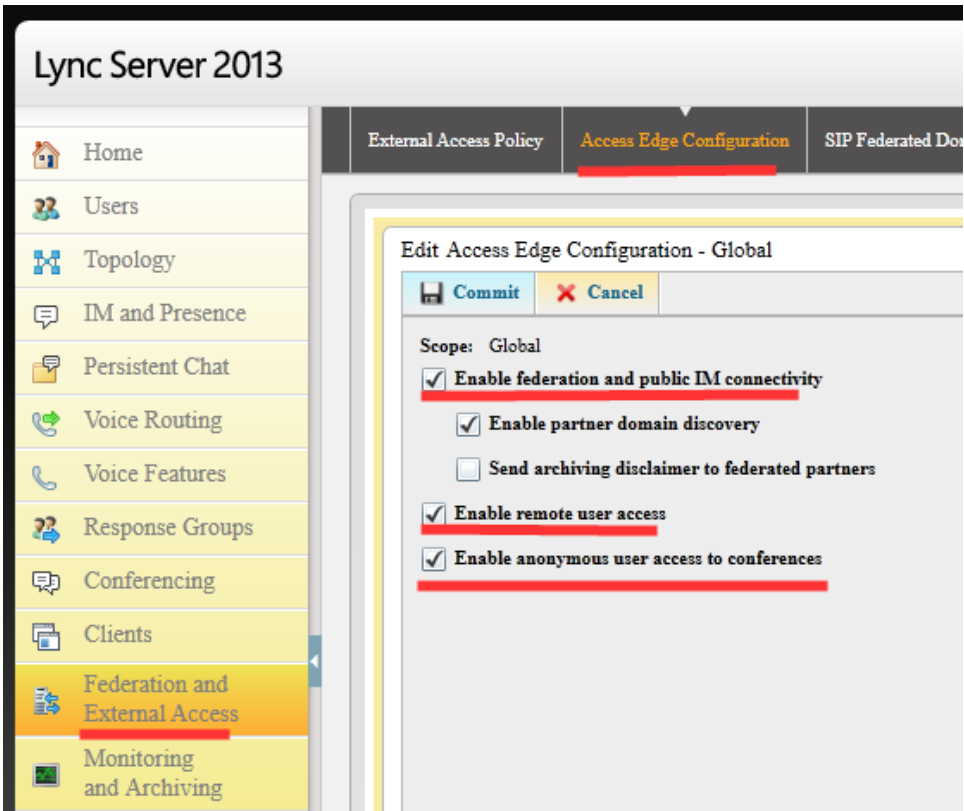 Lync Server 2013
Home
Users
Topology
IM and Presence
Persistent Chat
Voice Routing
Voice Features
Response Groups
Conferencing
Clients
Federation and
External Access
Monitoring
and Archiving
External Access Policy
Access Edge Configuration
SIP Federated Do
Edit Access Edge Configuration - Global
Commit
Cancel
Scope: Global
Enable federation and public IM connectivity
Enable partner domain discovery
Send archiving disclaimer to federated partners
Enable remote user access
Enable anonymous user access to conferences